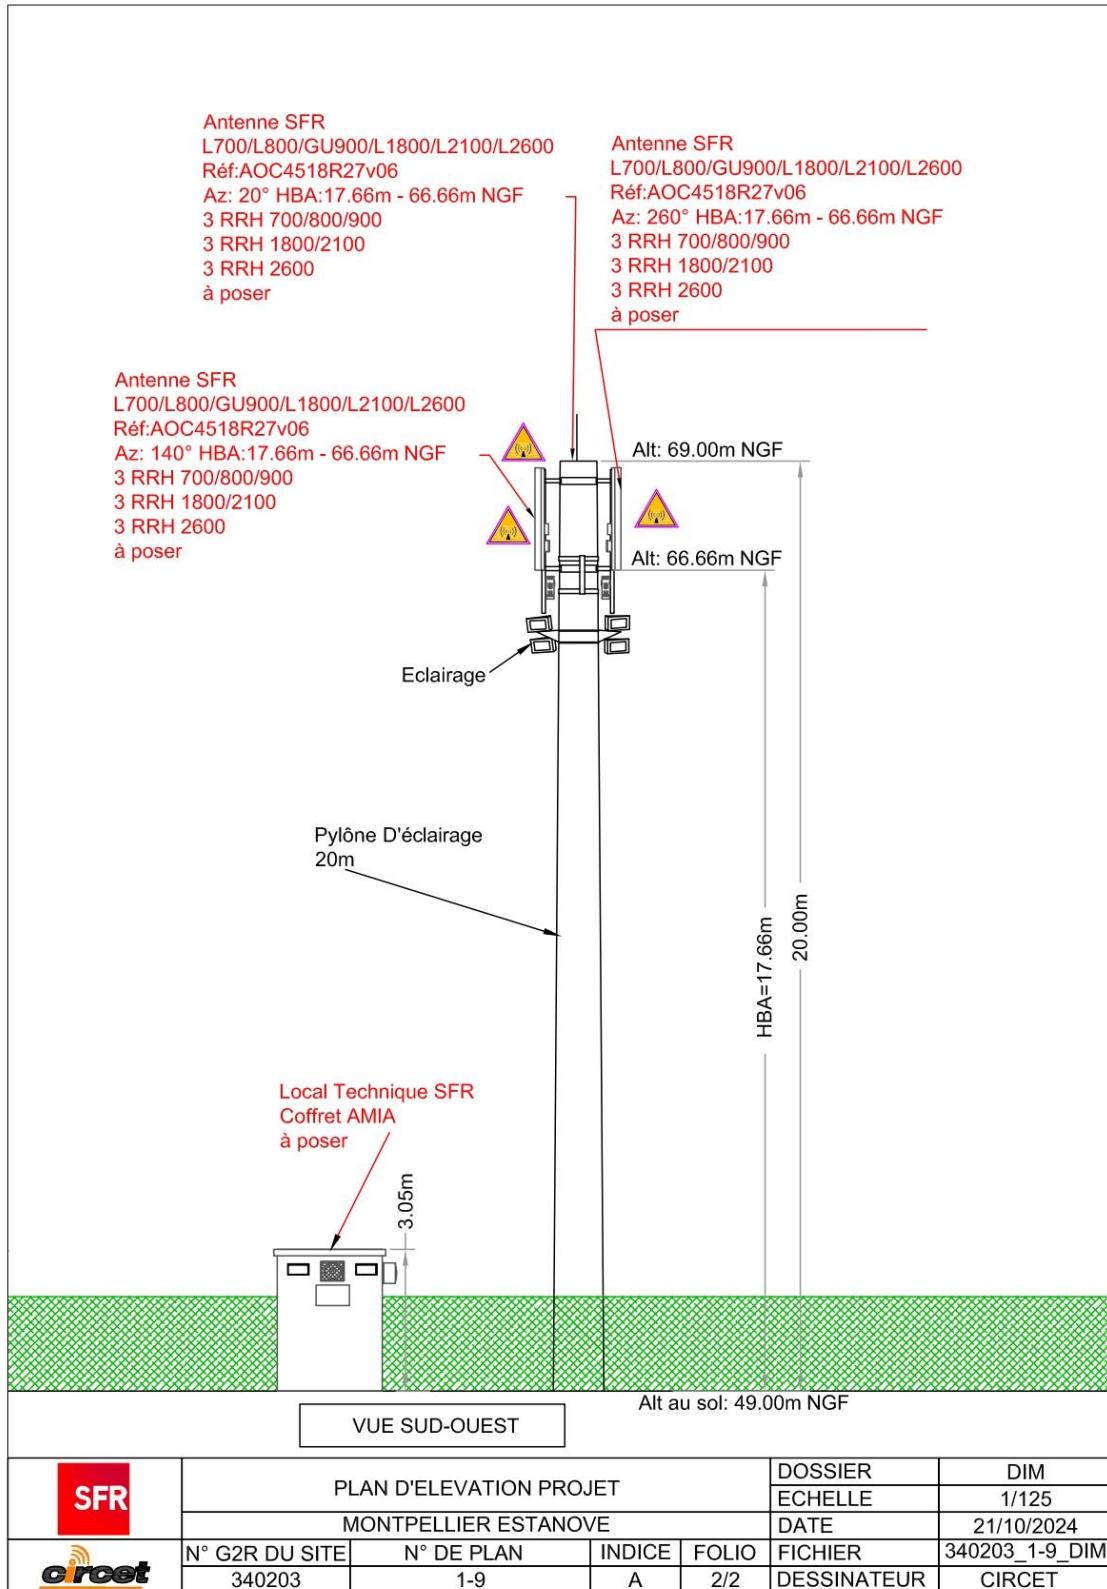 Antenne SFR
L700/L800/GU900/L1800/L2100/L2600
Réf:AOC4518R27v06
Az: 20° HBA:17.66m - 66.66m NGF
3 RRH 700/800/900
3 RRH 1800/2100
3 RRH 2600
à poser
Antenne SFR
L700/L800/GU900/L1800/L2100/L2600
Réf:AOC4518R27v06
Az: 260° HBA:17.66m - 66.66m NGF
3 RRH 700/800/900
3 RRH 1800/2100
3 RRH 2600
à poser
Antenne SFR
L700/L800/GU900/L1800/L2100/L2600
Réf:AOC4518R27v06
Az: 140° HBA:17.66m - 66.66m NGF
3 RRH 700/800/900
3 RRH 1800/2100
3 RRH 2600
à poser
Alt: 69.00m NGF
Alt: 66.66m NGF
Eclairage
Pylône D'éclairage
20m
HBA=17.66m
20.00m
Local Technique SFR
Coffret AMIA
à poser
3.05m
Alt au sol: 49.00m NGF
VUE SUD-OUEST
SFR
PLAN D'ELEVATION PROJET
DOSSIER DIM
ECHELLE 1/125
MONTPELLIER ESTANOVE
DATE 21/10/2024
circet
N° G2R DU SITE N° DE PLAN INDICE FOLIO FICHIER 340203_1-9_DIM
340203 1-9 A 2/2 DESSINATEUR CIRCET